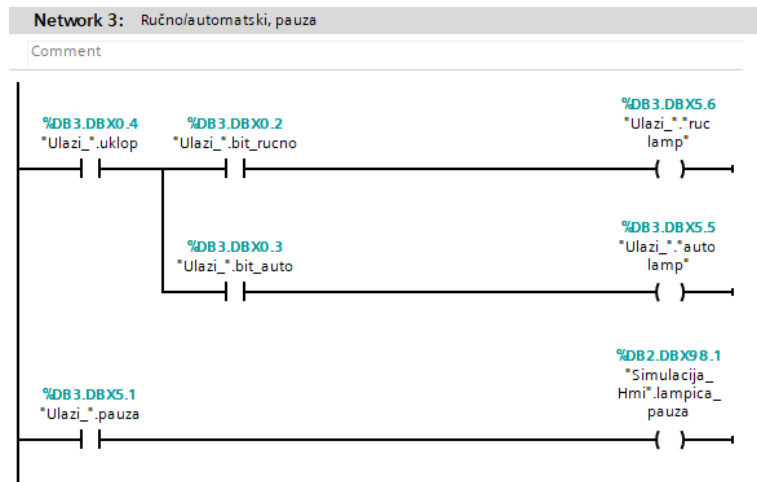 Network 3: Ručno/automatski, pauza
Comment
%DB3.DBX0.4
"Ulazi_".uklop
%DB3.DBX0.2
"Ulazi_".bit_rucno
%DB3.DBX5.6
"Ulazi_"."ruc
lamp"
%DB3.DBX0.3
"Ulazi_".bit_auto
%DB3.DBX5.5
"Ulazi_"."auto
lamp"
%DB3.DBX5.1
"Ulazi_".pauza
%DB2.DBX98.1
"Simulacija_
Hmi".lampica_
pauza